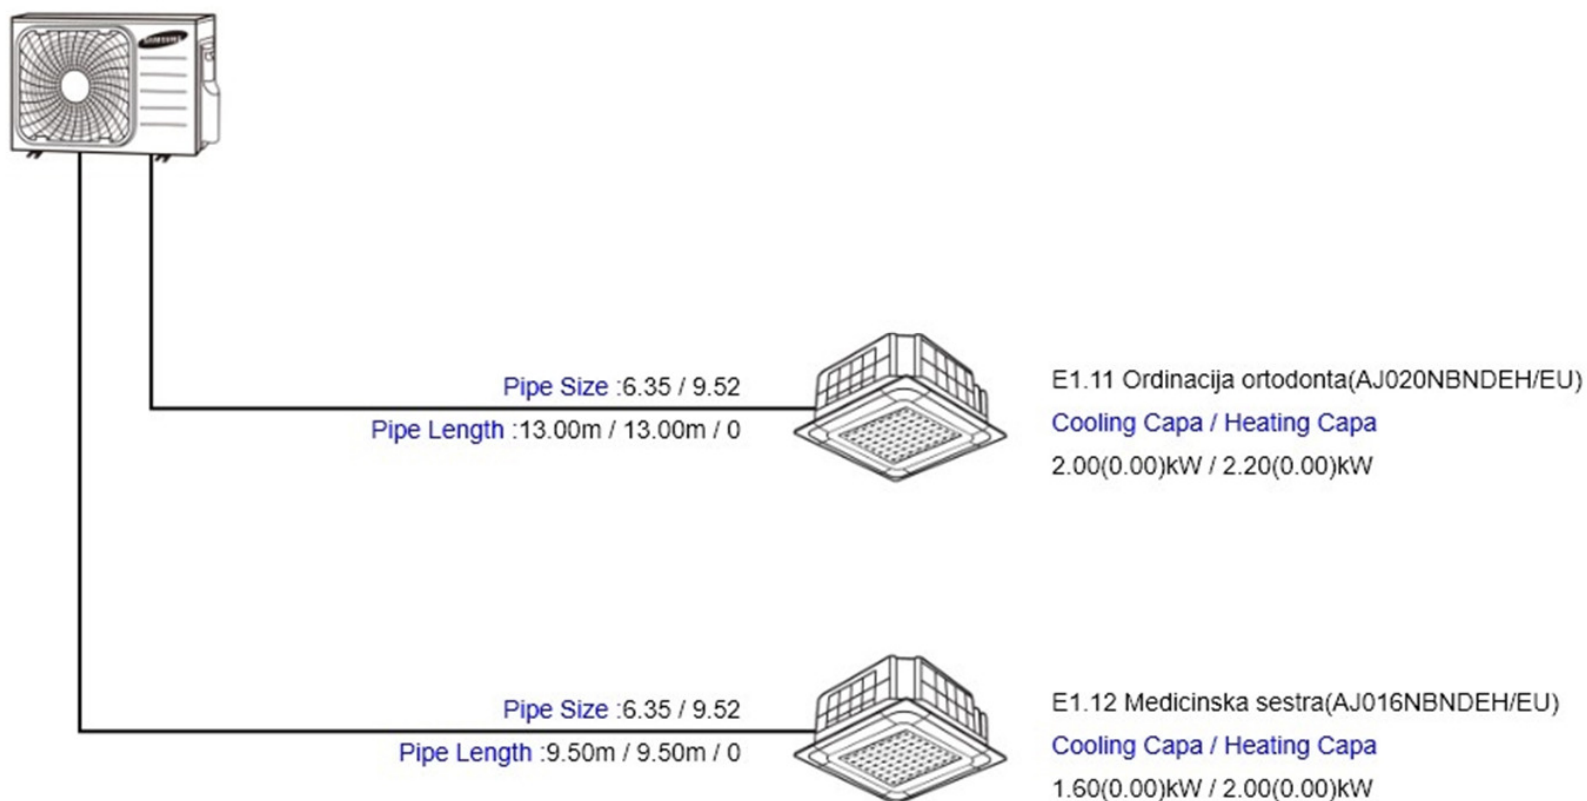 SAMSUNG
Pipe Size :6.35 / 9.52
Pipe Length :13.00m / 13.00m / 0
E1.11 Ordinacija ortodonta(AJ020NBNDEH/EU)
Cooling Capa / Heating Capa
2.00(0.00)kW / 2.20(0.00)kW
Pipe Size :6.35 / 9.52
Pipe Length :9.50m / 9.50m / 0
E1.12 Medicinska sestra(AJ016NBNDEH/EU)
Cooling Capa / Heating Capa
1.60(0.00)kW / 2.00(0.00)kW